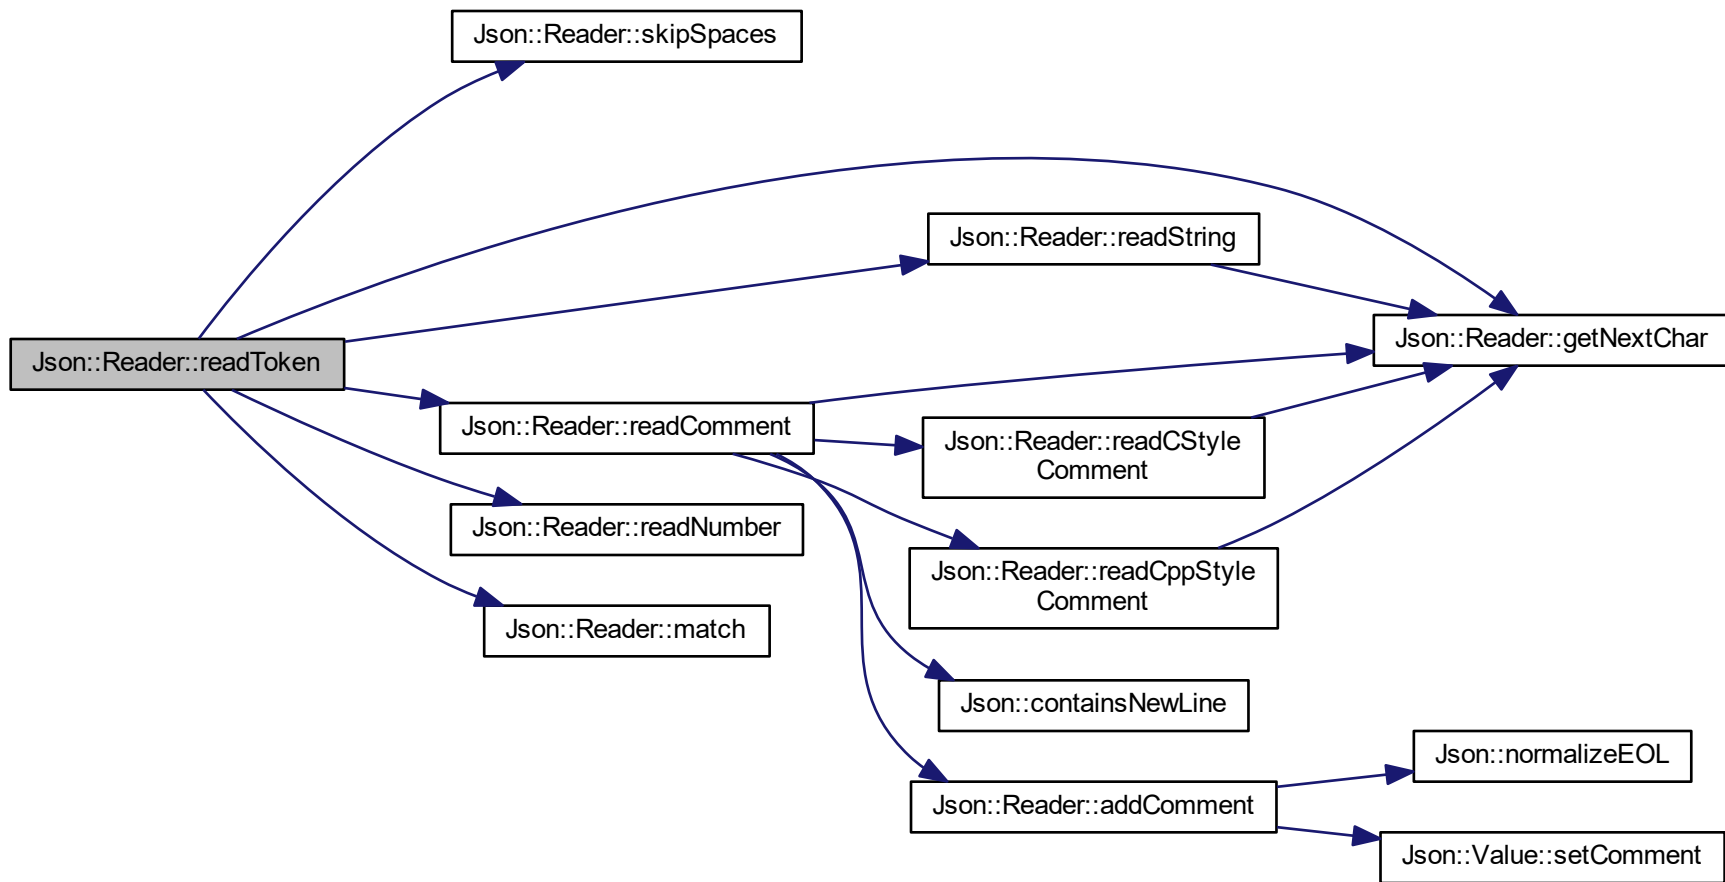 Json::Reader::skipSpaces
Json::Reader::readString
Json::Reader::getNextChar
Json::Reader::readToken
Json::Reader::readComment
Json::Reader::readCStyle
Comment
Json::Reader::readNumber
Json::Reader::readCppStyle
Comment
Json::Reader::match
Json::containsNewLine
Json::normalizeEOL
Json::Reader::addComment
Json::Value::setComment